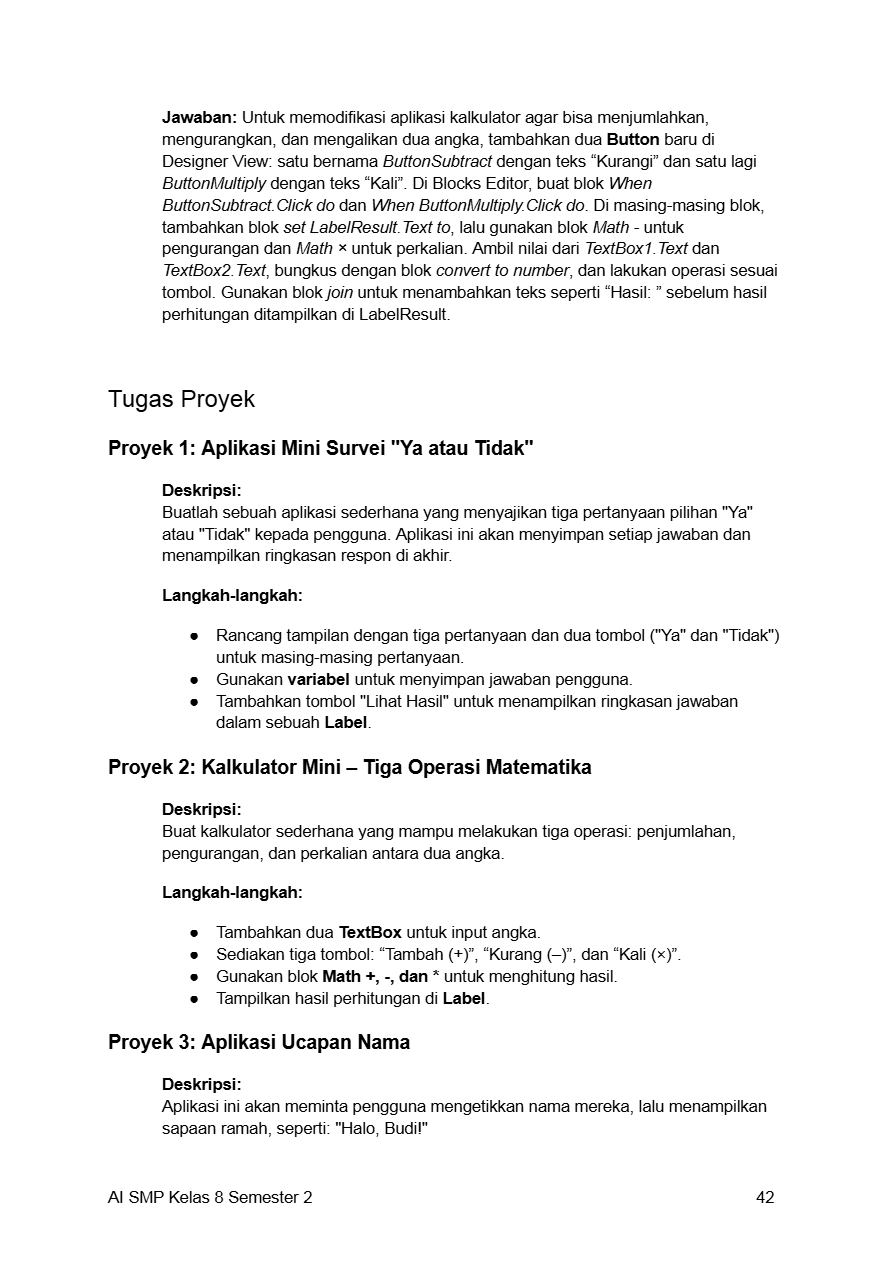 Jawaban: Untuk memodifikasi aplikasi kalkulator agar bisa menjumlahkan,
mengurangkan, dan mengalikan dua angka, tambahkan dua Button baru di
Designer View: satu bernama ButtonSubtract dengan teks “Kurangi” dan satu lagi
ButtonMultiply dengan teks “Kali”. Di Blocks Editor, buat blok When
ButtonSubtract.Click do dan When ButtonMultiply.Click do. Di masing-masing blok,
tambahkan blok set LabelResult.Text to, lalu gunakan blok Math - untuk
pengurangan dan Math × untuk perkalian. Ambil nilai dari TextBox1.Text dan
TextBox2.Text, bungkus dengan blok convert to number, dan lakukan operasi sesuai
tombol. Gunakan blok join untuk menambahkan teks seperti “Hasil: ” sebelum hasil
perhitungan ditampilkan di LabelResult.
Tugas Proyek
Proyek 1: Aplikasi Mini Survei "Ya atau Tidak"
Deskripsi:
Buatlah sebuah aplikasi sederhana yang menyajikan tiga pertanyaan pilihan "Ya"
atau "Tidak" kepada pengguna. Aplikasi ini akan menyimpan setiap jawaban dan
menampilkan ringkasan respon di akhir.
Langkah-langkah:
● Rancang tampilan dengan tiga pertanyaan dan dua tombol ("Ya" dan "Tidak")
untuk masing-masing pertanyaan.
● Gunakan variabel untuk menyimpan jawaban pengguna.
● Tambahkan tombol "Lihat Hasil" untuk menampilkan ringkasan jawaban
dalam sebuah Label.
Proyek 2: Kalkulator Mini – Tiga Operasi Matematika
Deskripsi:
Buat kalkulator sederhana yang mampu melakukan tiga operasi: penjumlahan,
pengurangan, dan perkalian antara dua angka.
Langkah-langkah:
● Tambahkan dua TextBox untuk input angka.
● Sediakan tiga tombol: “Tambah (+)”, “Kurang (–)”, dan “Kali (×)”.
● Gunakan blok Math +, -, dan * untuk menghitung hasil.
● Tampilkan hasil perhitungan di Label.
Proyek 3: Aplikasi Ucapan Nama
Deskripsi:
Aplikasi ini akan meminta pengguna mengetikkan nama mereka, lalu menampilkan
sapaan ramah, seperti: "Halo, Budi!"
AI SMP Kelas 8 Semester 2 42